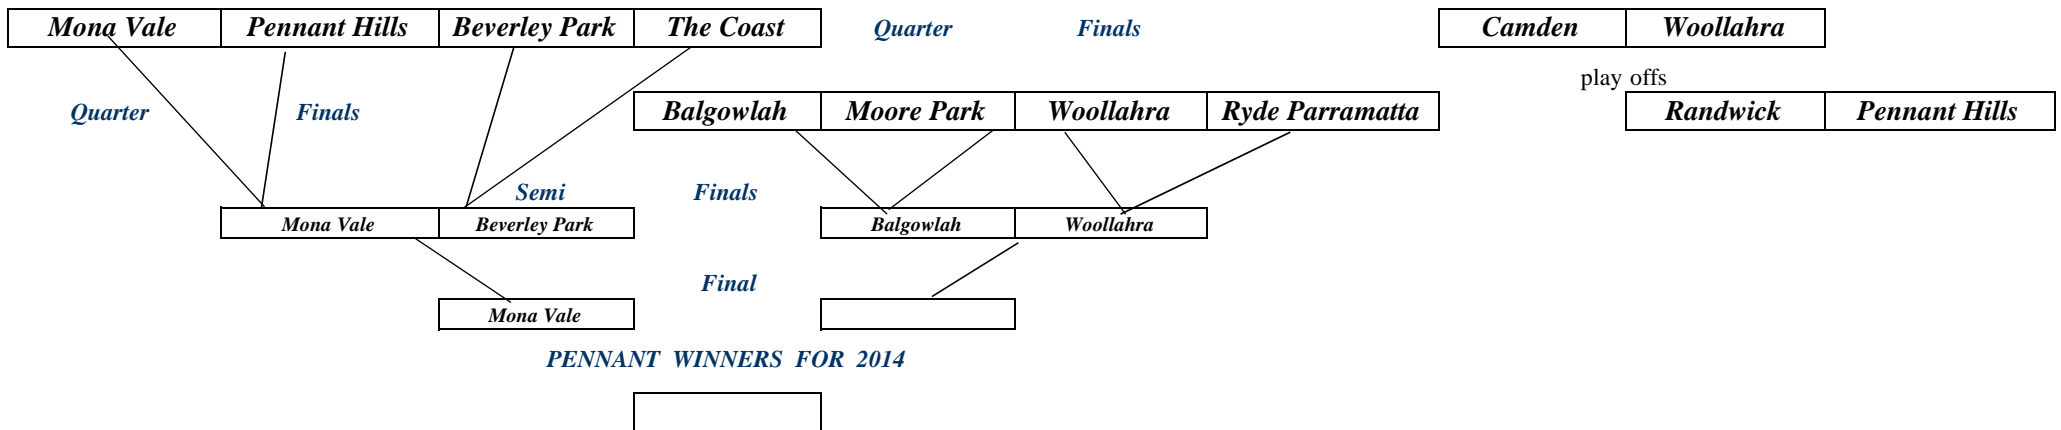 Mona Vale Pennant Hills Beverley Park The Coast Quarter Finals Camden Woollahra
play offs
Quarter Finals Balgowlah Moore Park Woollahra Ryde Parramatta Randwick Pennant Hills
Semi Finals
Mona Vale Beverley Park Balgowlah Woollahra
Final
Mona Vale
PENNANT WINNERS FOR 2014